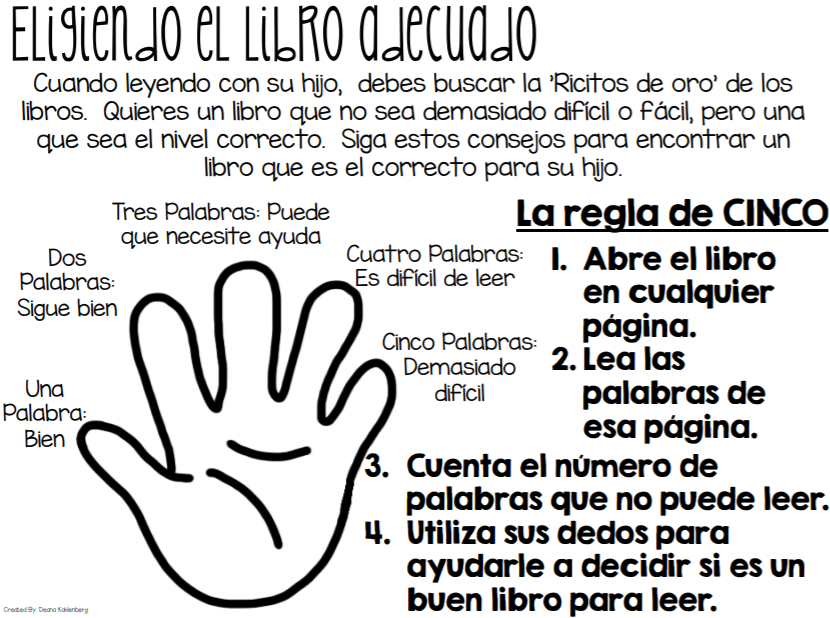 Eligiendo el libro adecuado
Cuando leyendo con su hijo, debes buscar la 'Ricitos de oro' de los
libros. Quieres un libro que no sea demasiado difícil o fácil, pero una
que sea el nivel correcto. Siga estos consejos para encontrar un
libro que es el correcto para su hijo.
Tres Palabras: Puede
que necesite ayuda
Dos
Palabras:
Sigue bien
Cuatro Palabras:
Es difícil de leer
Cinco Palabras:
Demasiado
difícil
Una
Palabra:
Bien
La regla de CINCO
1. Abre el libro
en cualquier
página.
2. Lea las
palabras de
esa página.
3. Cuenta el número de
palabras que no puede leer.
4. Utiliza sus dedos para
ayudarle a decidir si es un
buen libro para leer.
Created By: Deana Kahlenberg